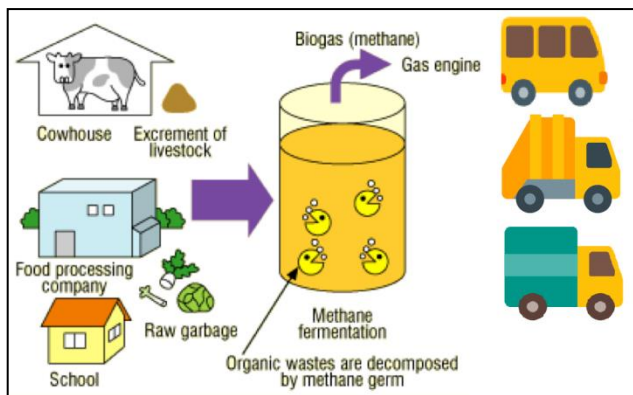 Biogas (methane)
Gas engine
Cowhouse
Excrement of
livestock
Food processing
company
Raw garbage
School
Methane
fermentation
Organic wastes are decomposed
by methane germ